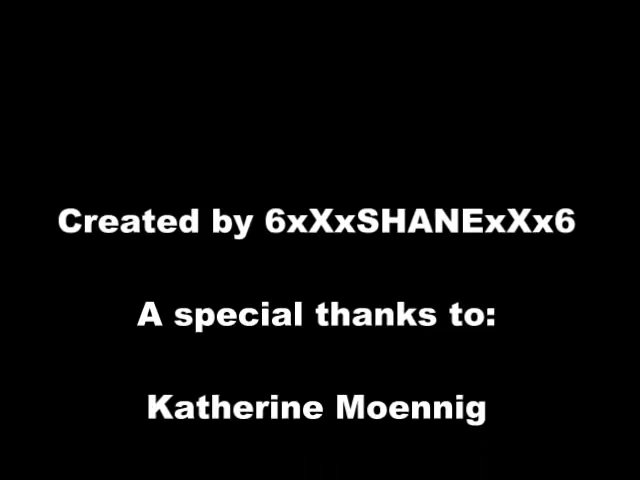 Created by 6xXxSHANExXx6
A special thanks to:
Katherine Moennig